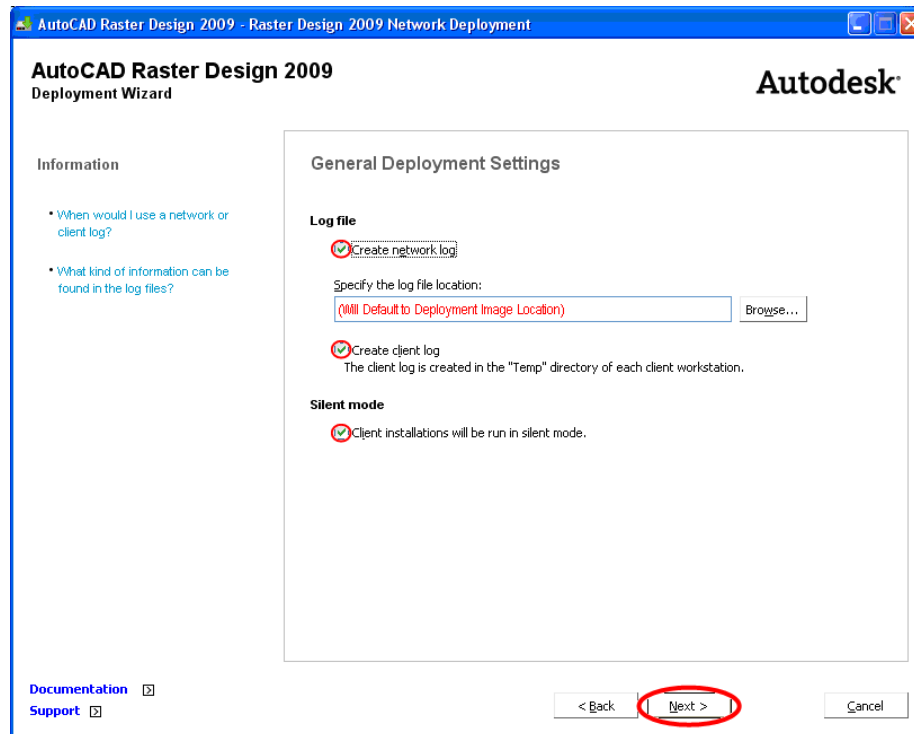 AutoCAD Raster Design 2009 - Raster Design 2009 Network Deployment
AutoCAD Raster Design 2009
Deployment Wizard
Autodesk
Information
• When would I use a network or
client log?
• What kind of information can be
found in the log files?
General Deployment Settings
Log file
Create network log
Specify the log file location:
(Will Default to Deployment Image Location)
Browse...
Create client log
The client log is created in the "Temp" directory of each client workstation.
Silent mode
Client installations will be run in silent mode.
Documentation
Support
< Back
Next >
Cancel